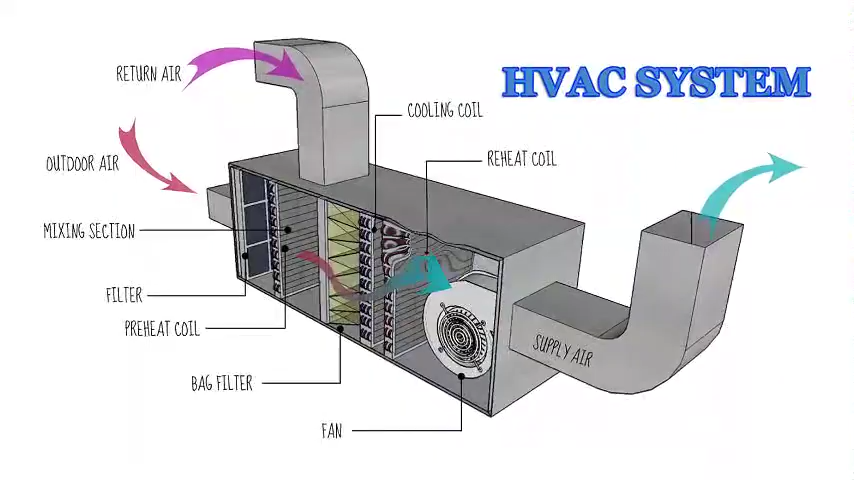 HVAC SYSTEM
RETURN AIR
COOLING COIL
REHEAT COIL
OUTDOOR AIR
MIXING SECTION
FILTER
PREHEAT COIL
SUPPLY AIR
BAG FILTER
FAN